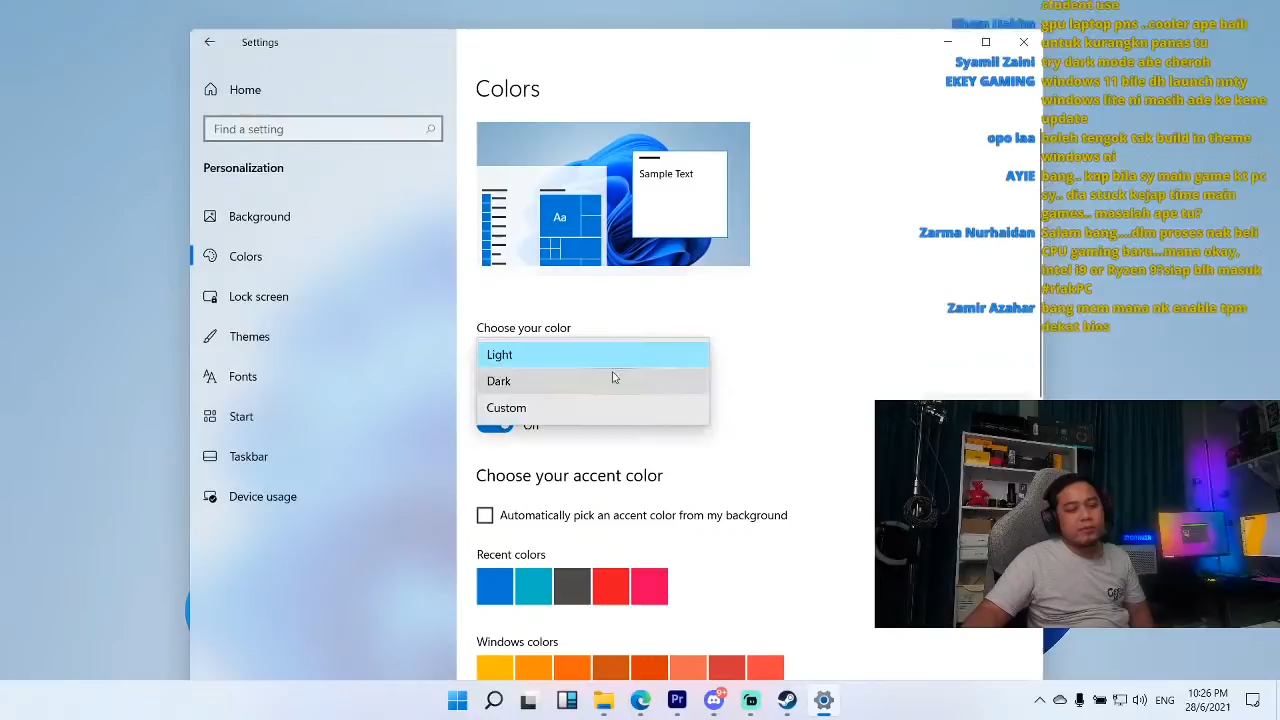 Settings
Home
Find a setting
Personalization
Background
Colors
Lock screen
Themes
Fonts
Start
Taskbar
Device usage
Colors
Sample Text
Aa
Choose your color
Light
Dark
Custom
On
Choose your accent color
Automatically pick an accent color from my background
Recent colors
Windows colors
student use
gpu laptop pns ..cooler ape baik
untuk kurangkn panas tu
Syamil Zaini try dark mode abe cheroh
EKEY GAMING windows 11 bile dh launch nnty
windows lite ni masih ade ke kene
update
opo laa boleh tengok tak build in theme
windows ni
AYIE bang.. knp bila sy main game kt pc
sy.. dia stuck kejap time main
games.. masalah ape tu?
Zarma Nurhaidan Salam bang....dlm proses nak beli
CPU gaming baru...mana okay,
intel i9 or Ryzen 9?siap blh masuk
#riakPC
Zamir Azahar bang mcm mana nk enable tpm
dekat bios
Pr
9+
ENG
10:26 PM
28/6/2021